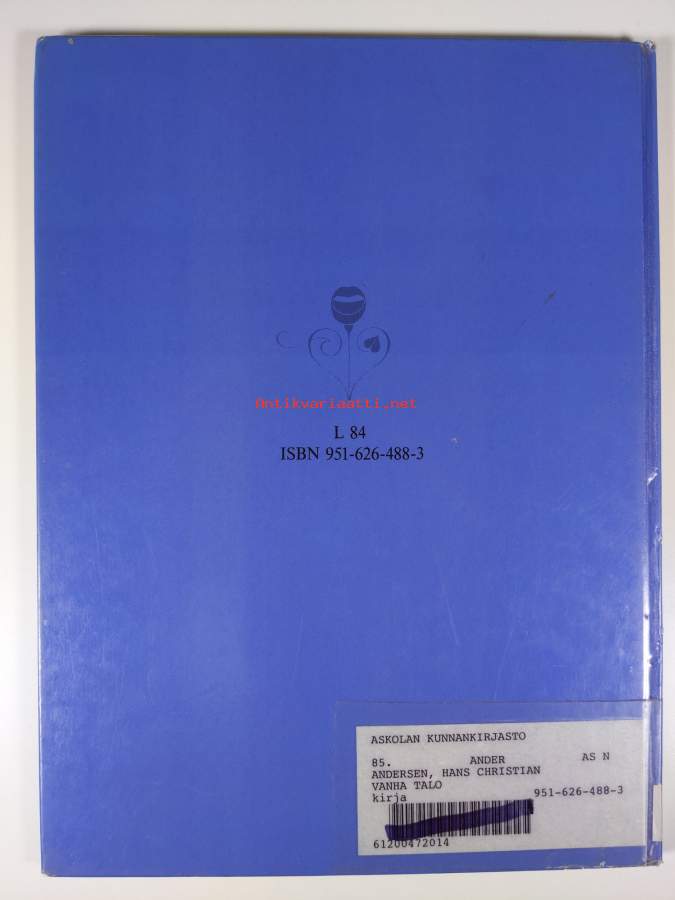 Antikvariaatti.net
L 84
ISBN 951-626-488-3
ASKOLAN KUNNANKIRJASTO
85. ANDER AS N
ANDERSEN, HANS CHRISTIAN
VANHA TALO
kirja 951-626-488-3
61200472014